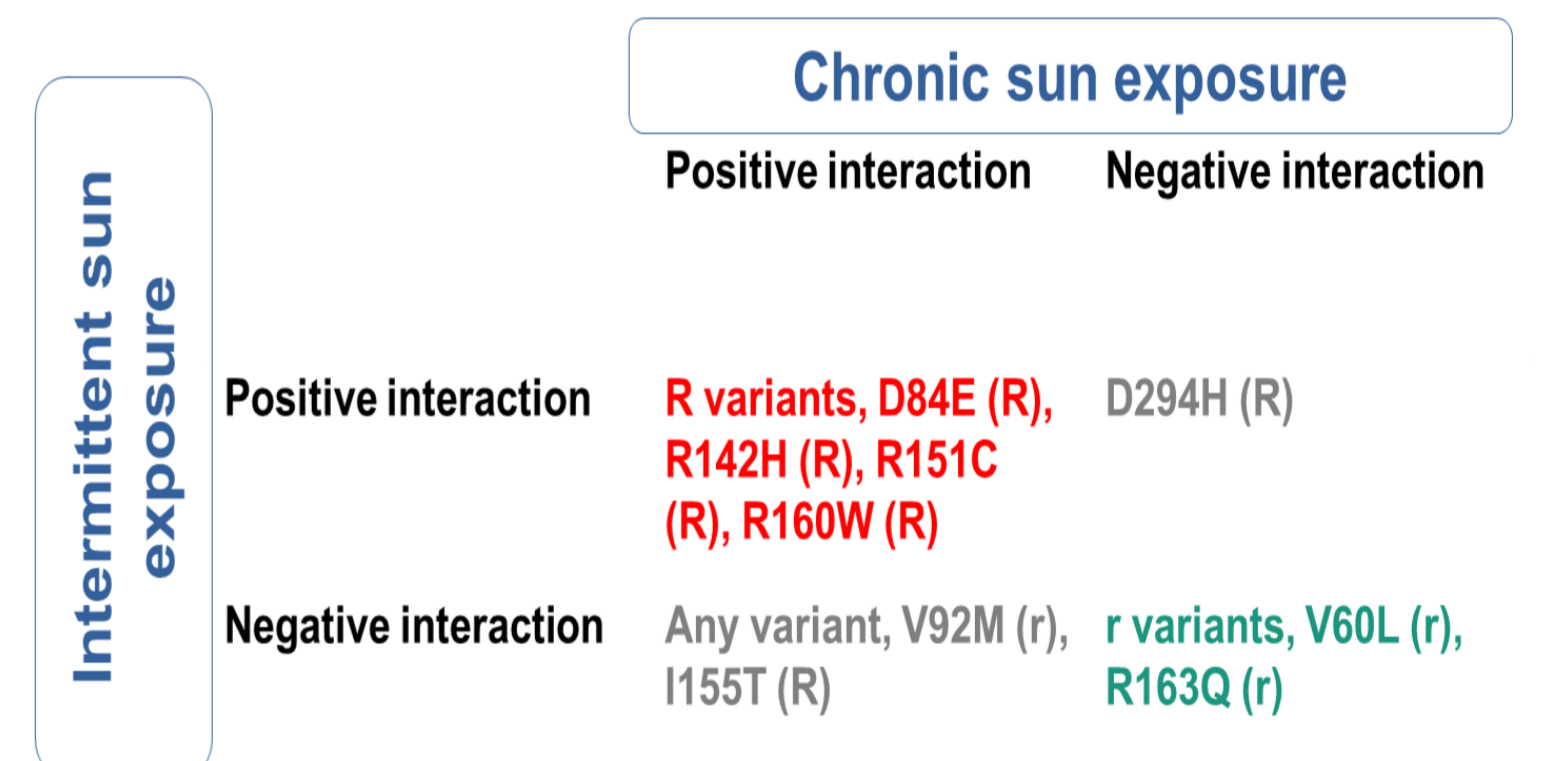 Chronic sun exposure
Intermittent sun
exposure
Positive interaction
Negative interaction
Positive interaction
R variants, D84E (R),
R142H (R), R151C
(R), R160W (R)
D294H (R)
Negative interaction
Any variant, V92M (r),
I155T (R)
r variants, V60L (r),
R163Q (r)